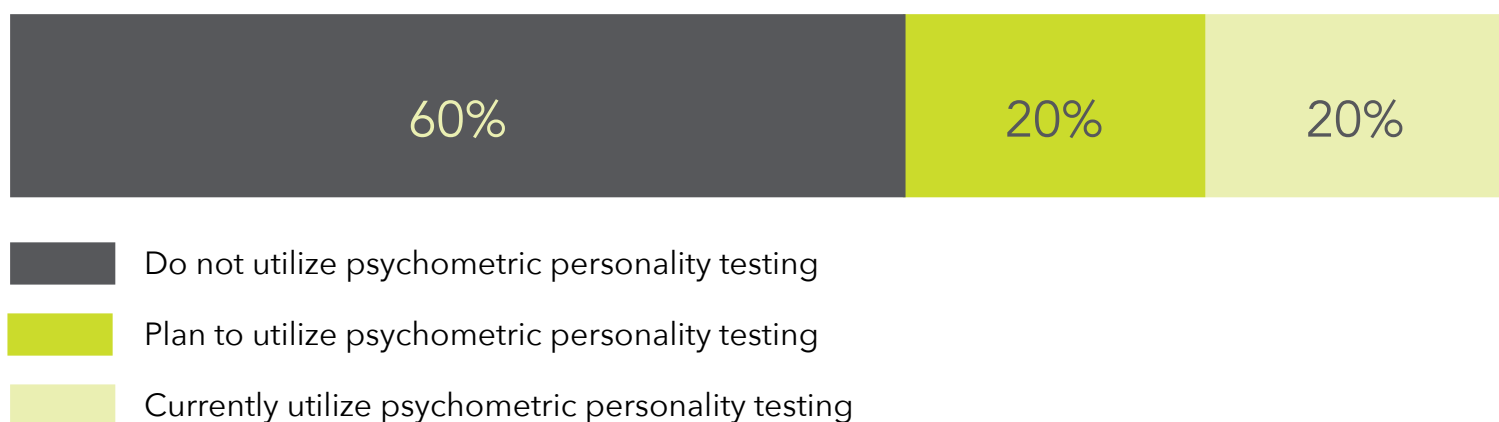 60% 20% 20%
Do not utilize psychometric personality testing
Plan to utilize psychometric personality testing
Currently utilize psychometric personality testing